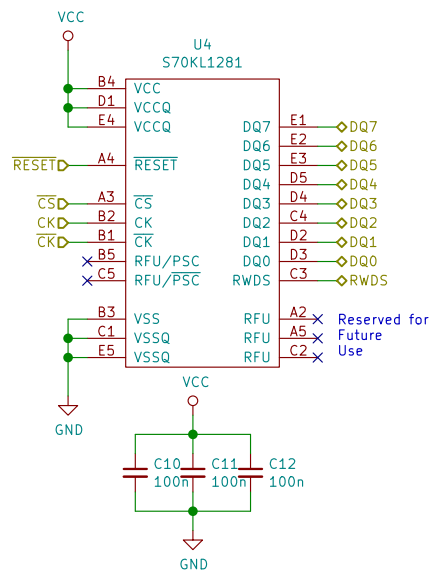 VCC
U4
S70KL1281
B4 VCC
D1 VCCQ
E4 VCCQ
E1 DQ7 DQ7
E2 DQ6 DQ6
RESET A4 RESET E3 DQ5 DQ5
D5 DQ4 DQ4
CS A3 CS D4 DQ3 DQ3
CK B2 CK C4 DQ2 DQ2
CK B1 CK D2 DQ1 DQ1
B5 RFU/PSC D3 DQ0 DQ0
C5 RFU/PSC C3 RWDS RWDS
B3 VSS A2 RFU Reserved for
C1 VSSQ A5 RFU Future
E5 VSSQ C2 RFU Use
VCC
GND
C10 C11 C12
100n 100n 100n
GND